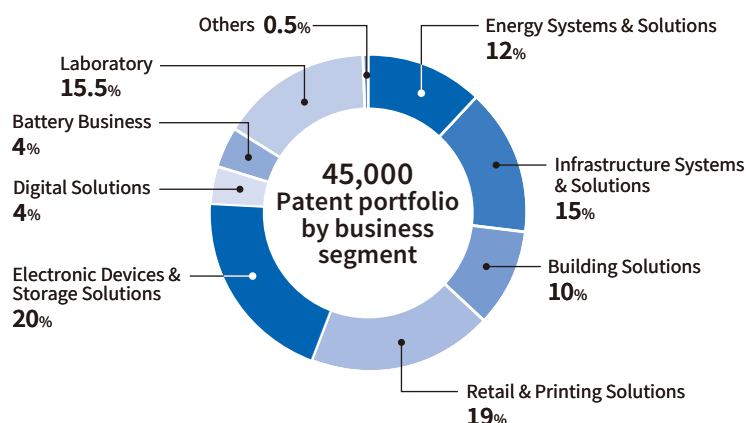 Others 0.5%
Energy Systems & Solutions
12%
Laboratory
15.5%
Battery Business
4%
Infrastructure Systems
& Solutions
15%
45,000
Patent portfolio
by business
segment
Digital Solutions
4%
Building Solutions
10%
Electronic Devices &
Storage Solutions
20%
Retail & Printing Solutions
19%